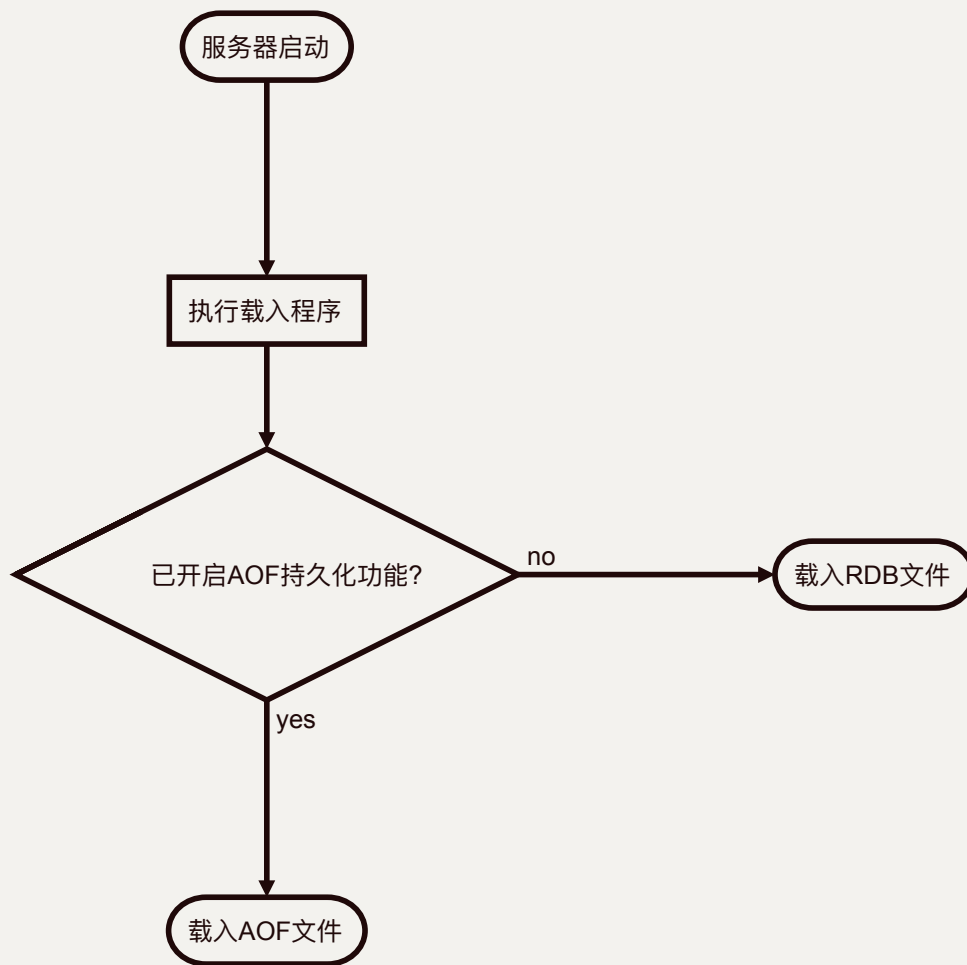 服务器启动
执行载入程序
已开启AOF持久化功能?
no
载入RDB文件
yes
载入AOF文件